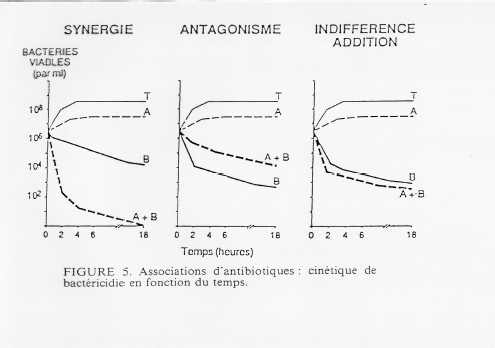 SYNERGIE ANTAGONISME INDIFFERENCE
ADDITION
BACTERIES
VIABLES
(par ml)
10⁸
10⁶
10⁴
10²
T
A
B
A + B
T
A
A + B
B
T
A
B
A + B
0 2 4 6 18 0 2 4 6 18 0 2 4 6 18
Temps (heures)
FIGURE 5. Associations d'antibiotiques : cinétique de
bactéricidie en fonction du temps.